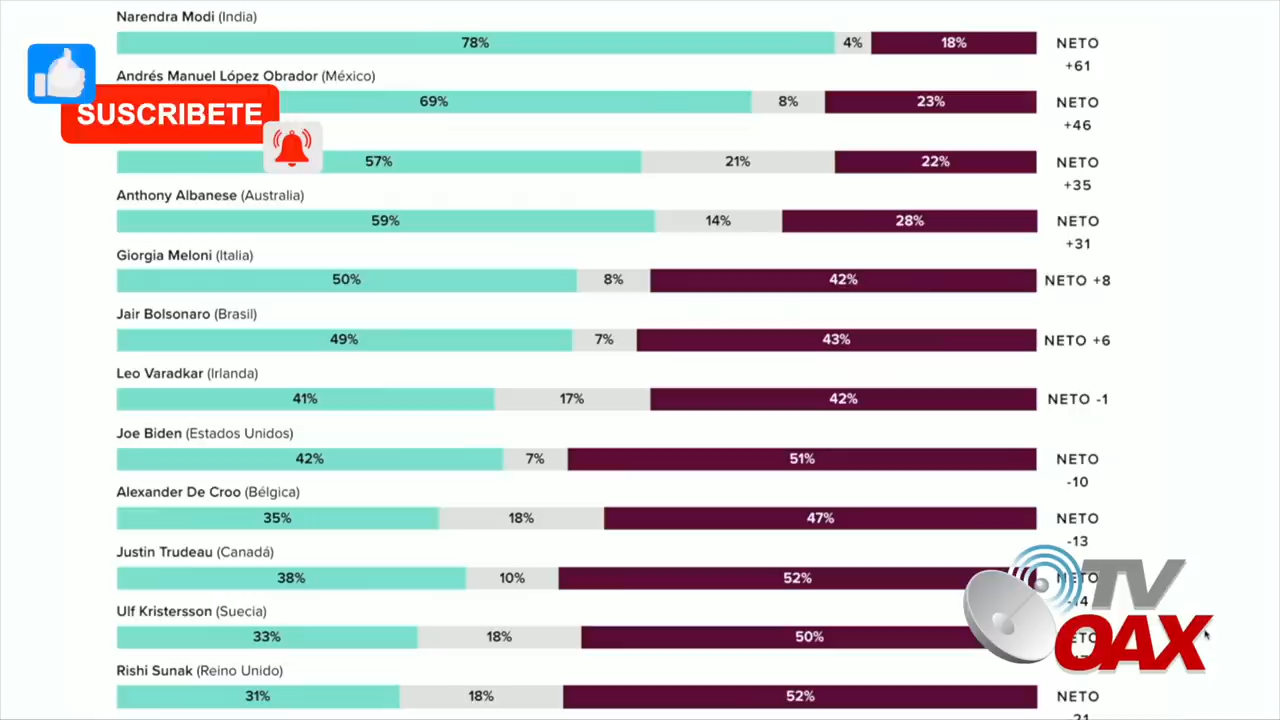 Narendra Modi (India)
78% 4% 18% NETO
+61
Andrés Manuel López Obrador (México)
69% 8% 23% NETO
+46
SUSCRIBETE
57% 21% 22% NETO
+35
Anthony Albanese (Australia)
59% 14% 28% NETO
+31
Giorgia Meloni (Italia)
50% 8% 42% NETO +8
Jair Bolsonaro (Brasil)
49% 7% 43% NETO +6
Leo Varadkar (Irlanda)
41% 17% 42% NETO -1
Joe Biden (Estados Unidos)
42% 7% 51% NETO
-10
Alexander De Croo (Bélgica)
35% 18% 47% NETO
-13
Justin Trudeau (Canadá)
38% 10% 52%
Ulf Kristersson (Suecia)
33% 18% 50%
TV
OAX
Rishi Sunak (Reino Unido)
31% 18% 52% NETO